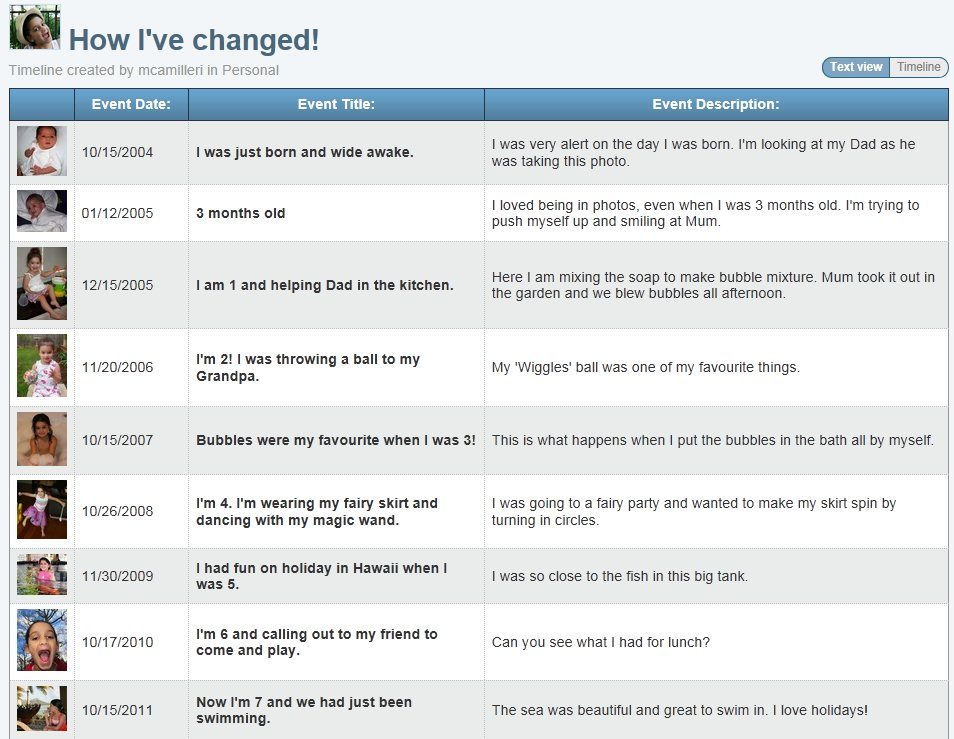 How I've changed!
Timeline created by mcamilleri in Personal
Text view Timeline
Event Date: Event Title: Event Description:
10/15/2004 I was just born and wide awake. I was very alert on the day I was born. I'm looking at my Dad as he
was taking this photo.
01/12/2005 3 months old I loved being in photos, even when I was 3 months old. I'm trying to
push myself up and smiling at Mum.
12/15/2005 I am 1 and helping Dad in the kitchen. Here I am mixing the soap to make bubble mixture. Mum took it out in
the garden and we blew bubbles all afternoon.
11/20/2006 I'm 2! I was throwing a ball to my
Grandpa. My 'Wiggles' ball was one of my favourite things.
10/15/2007 Bubbles were my favourite when I was 3! This is what happens when I put the bubbles in the bath all by myself.
10/26/2008 I'm 4. I'm wearing my fairy skirt and
dancing with my magic wand. I was going to a fairy party and wanted to make my skirt spin by
turning in circles.
11/30/2009 I had fun on holiday in Hawaii when I
was 5. I was so close to the fish in this big tank.
10/17/2010 I'm 6 and calling out to my friend to
come and play. Can you see what I had for lunch?
10/15/2011 Now I'm 7 and we had just been
swimming. The sea was beautiful and great to swim in. I love holidays!